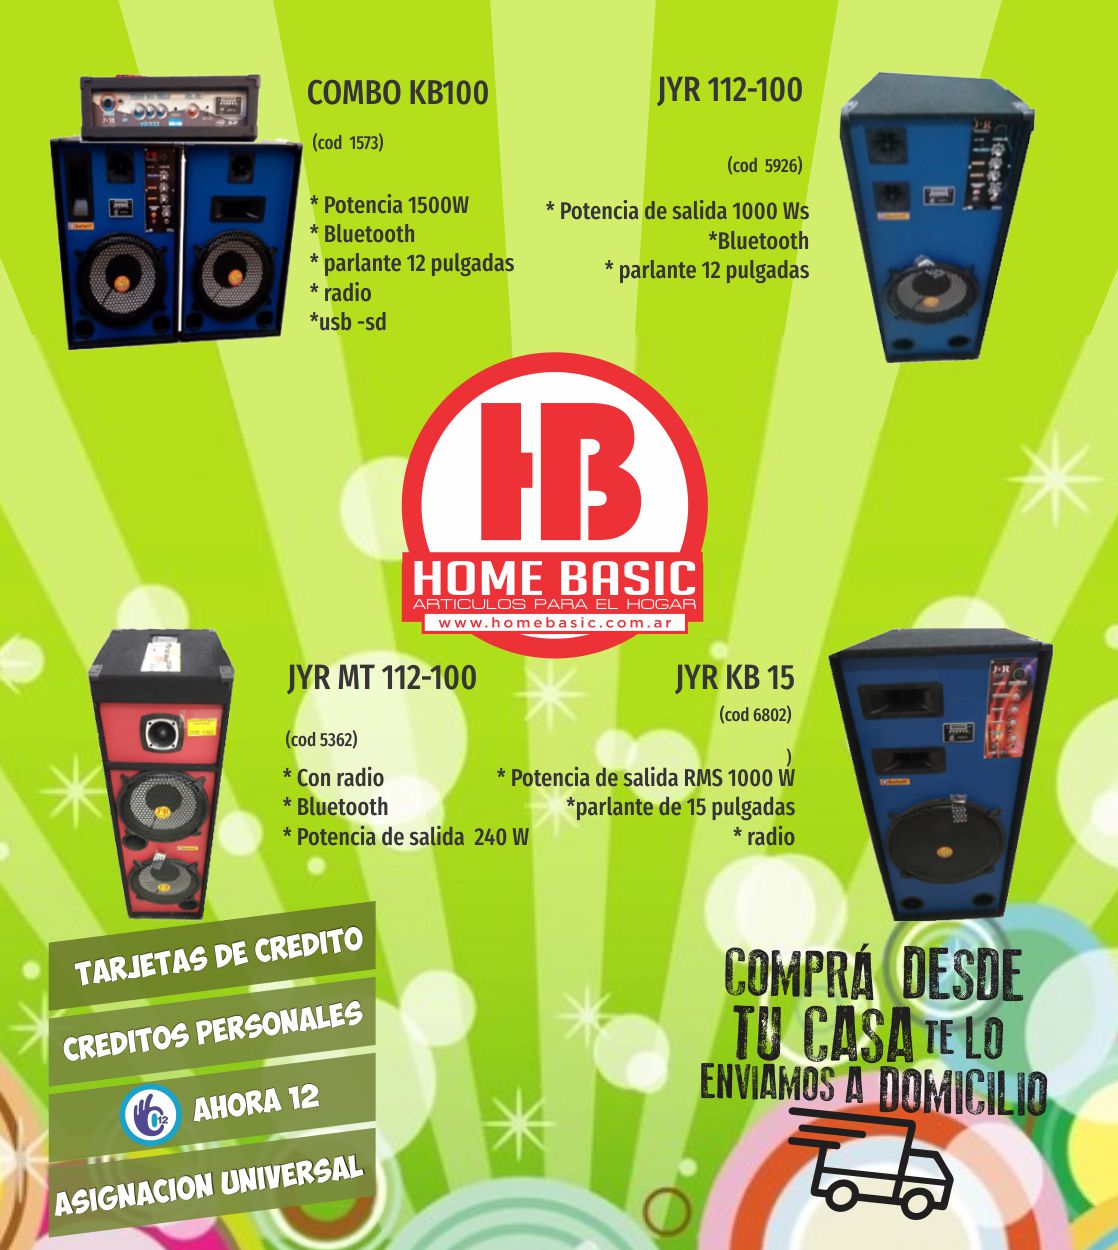 COMBO KB100
(cod 1573)
* Potencia 1500W
* Bluetooth
* parlante 12 pulgadas
* radio
*usb -sd
JYR 112-100
(cod 5926)
* Potencia de salida 1000 Ws
*Bluetooth
* parlante 12 pulgadas
HB
HOME BASIC
ARTICULOS PARA EL HOGAR
www.homebasic.com.ar
JYR MT 112-100
(cod 5362)
* Con radio
* Bluetooth
* Potencia de salida 240 W
JYR KB 15
(cod 6802)
)
* Potencia de salida RMS 1000 W
*parlante de 15 pulgadas
* radio
TARJETAS DE CREDITO
CREDITOS PERSONALES
12 AHORA 12
ASIGNACION UNIVERSAL
COMPRÁ DESDE
TU CASA TE LO
ENVIAMOS A DOMICILIO